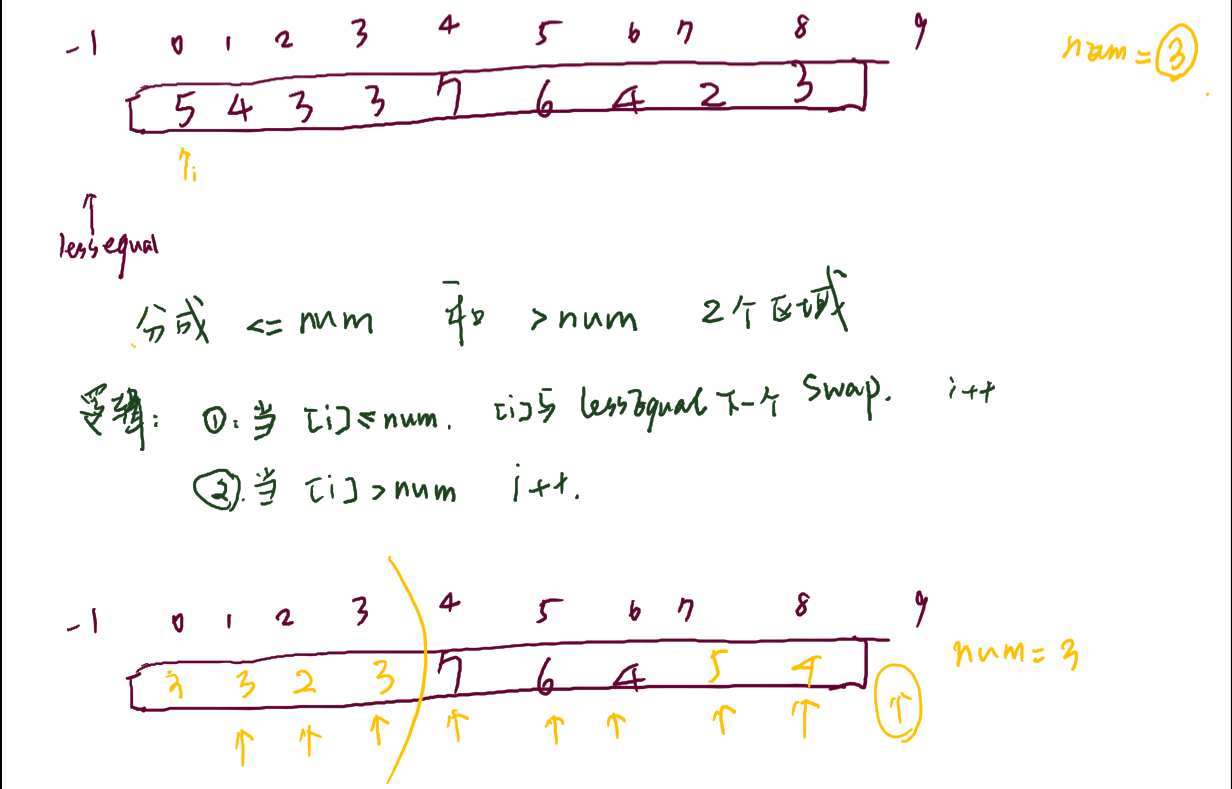 -1 0 1 2 3 4 5 6 7 8 9
num = 3
5 4 3 3 7 6 4 2 3
↑i
↑
lessequal
分成 <= num 和 >num 2个区域
逻辑: ①: 当 [i]≤num. [i]与 lessEqual 下一个 Swap. i++
②. 当 [i]>num i++.
-1 0 1 2 3 4 5 6 7 8 9
3 3 2 3 7 6 4 5 4
num = 3
↑ ↑ ↑ ↑ ↑ ↑ ↑ ↑ ↑